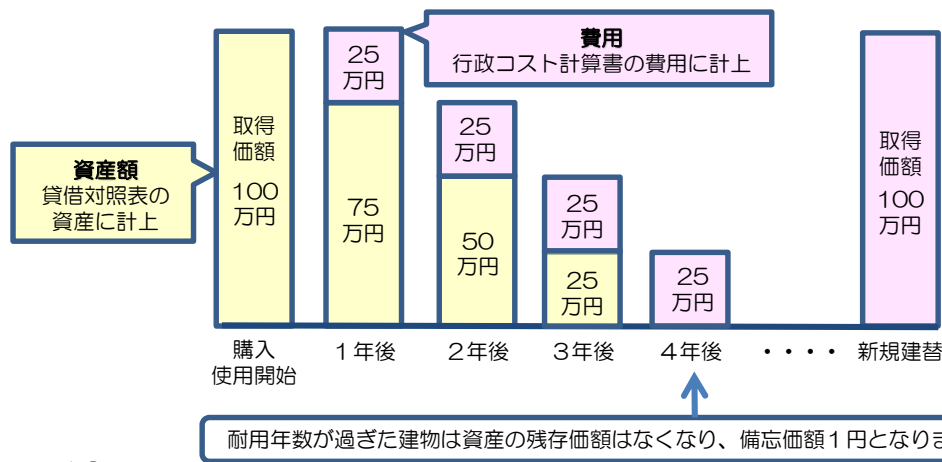 費用
行政コスト計算書の費用に計上
資産額
貸借対照表の
資産に計上
取得
価額
100
万円
25
万円
75
万円
25
万円
50
万円
25
万円
25
万円
25
万円
取得
価額
100
万円
購入
使用開始
1年後
2年後
3年後
4年後
・・・・
新規建替
耐用年数が過ぎた建物は資産の残存価額はなくなり、備忘価額1円となりま